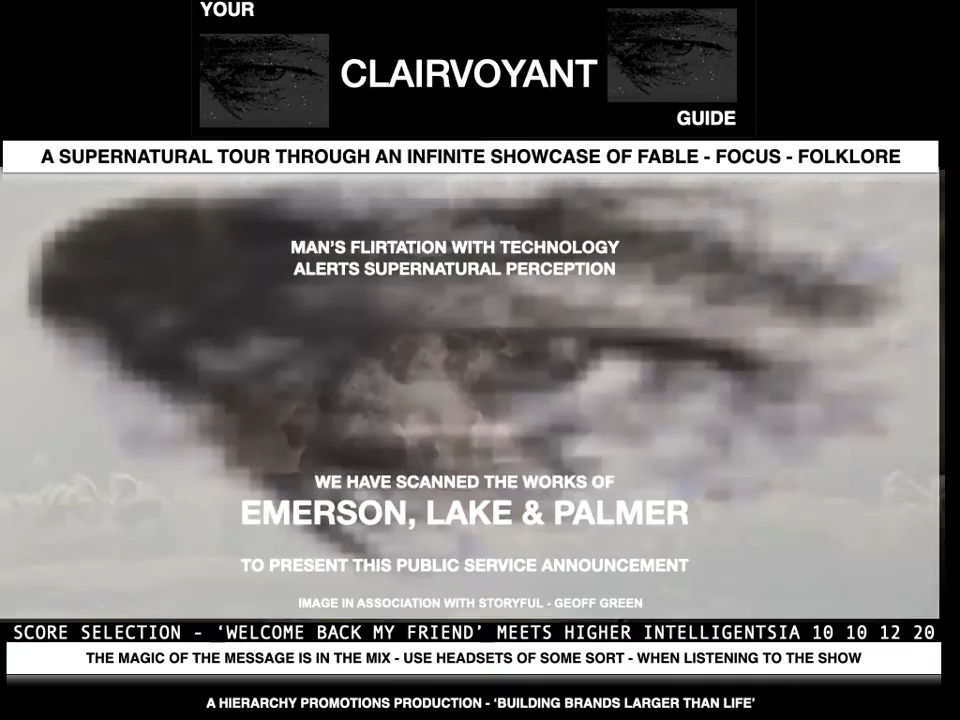 YOUR
CLAIRVOYANT
GUIDE
A SUPERNATURAL TOUR THROUGH AN INFINITE SHOWCASE OF FABLE - FOCUS - FOLKLORE
MAN'S FLIRTATION WITH TECHNOLOGY
ALERTS SUPERNATURAL PERCEPTION
WE HAVE SCANNED THE WORKS OF
EMERSON, LAKE & PALMER
TO PRESENT THIS PUBLIC SERVICE ANNOUNCEMENT
IMAGE IN ASSOCIATION WITH STORYFUL - GEOFF GREEN
SCORE SELECTION - ‘WELCOME BACK MY FRIEND’ MEETS HIGHER INTELLIGENTSIA 10 10 12 20
THE MAGIC OF THE MESSAGE IS IN THE MIX - USE HEADSETS OF SOME SORT - WHEN LISTENING TO THE SHOW
A HIERARCHY PROMOTIONS PRODUCTION - ‘BUILDING BRANDS LARGER THAN LIFE’